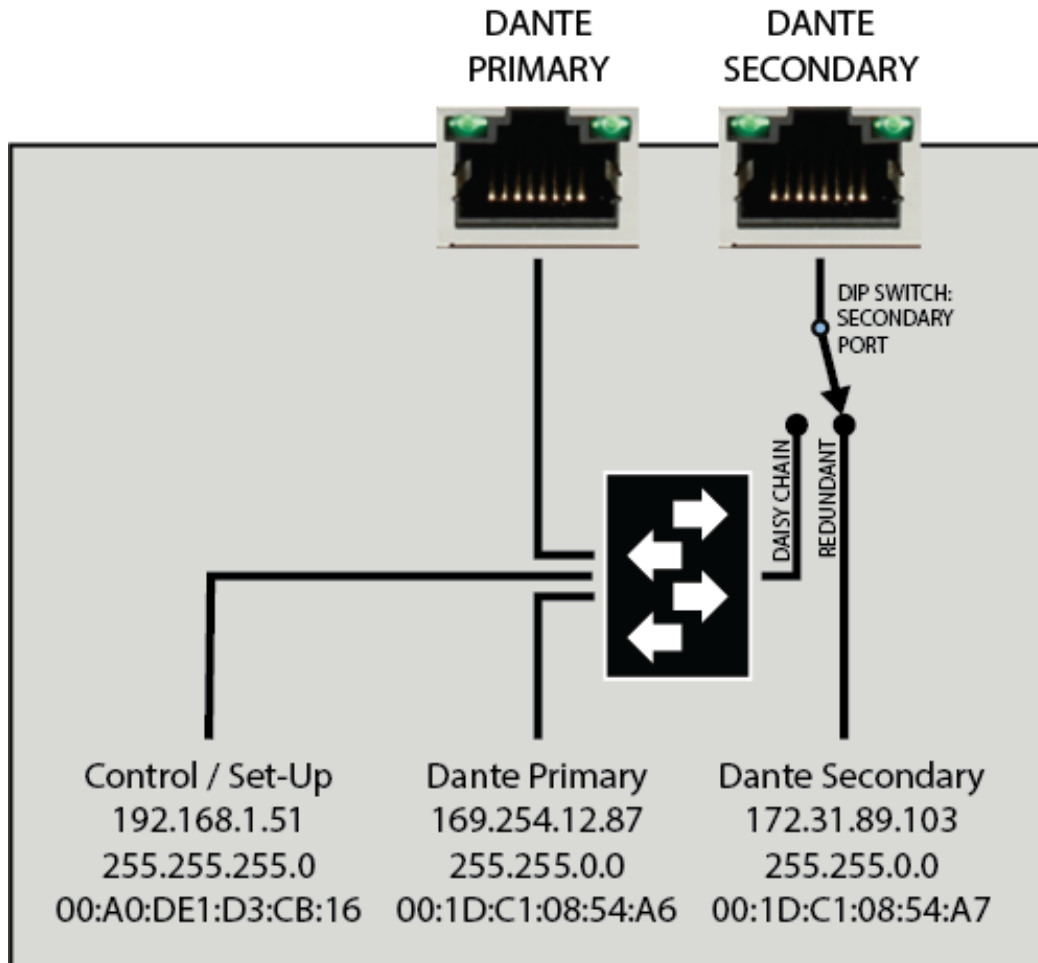 DANTE
PRIMARY
DANTE
SECONDARY
DIP SWITCH:
SECONDARY
PORT
DAISY CHAIN
REDUNDANT
Control / Set-Up
192.168.1.51
255.255.255.0
00:A0:DE1:D3:CB:16
Dante Primary
169.254.12.87
255.255.0.0
00:1D:C1:08:54:A6
Dante Secondary
172.31.89.103
255.255.0.0
00:1D:C1:08:54:A7